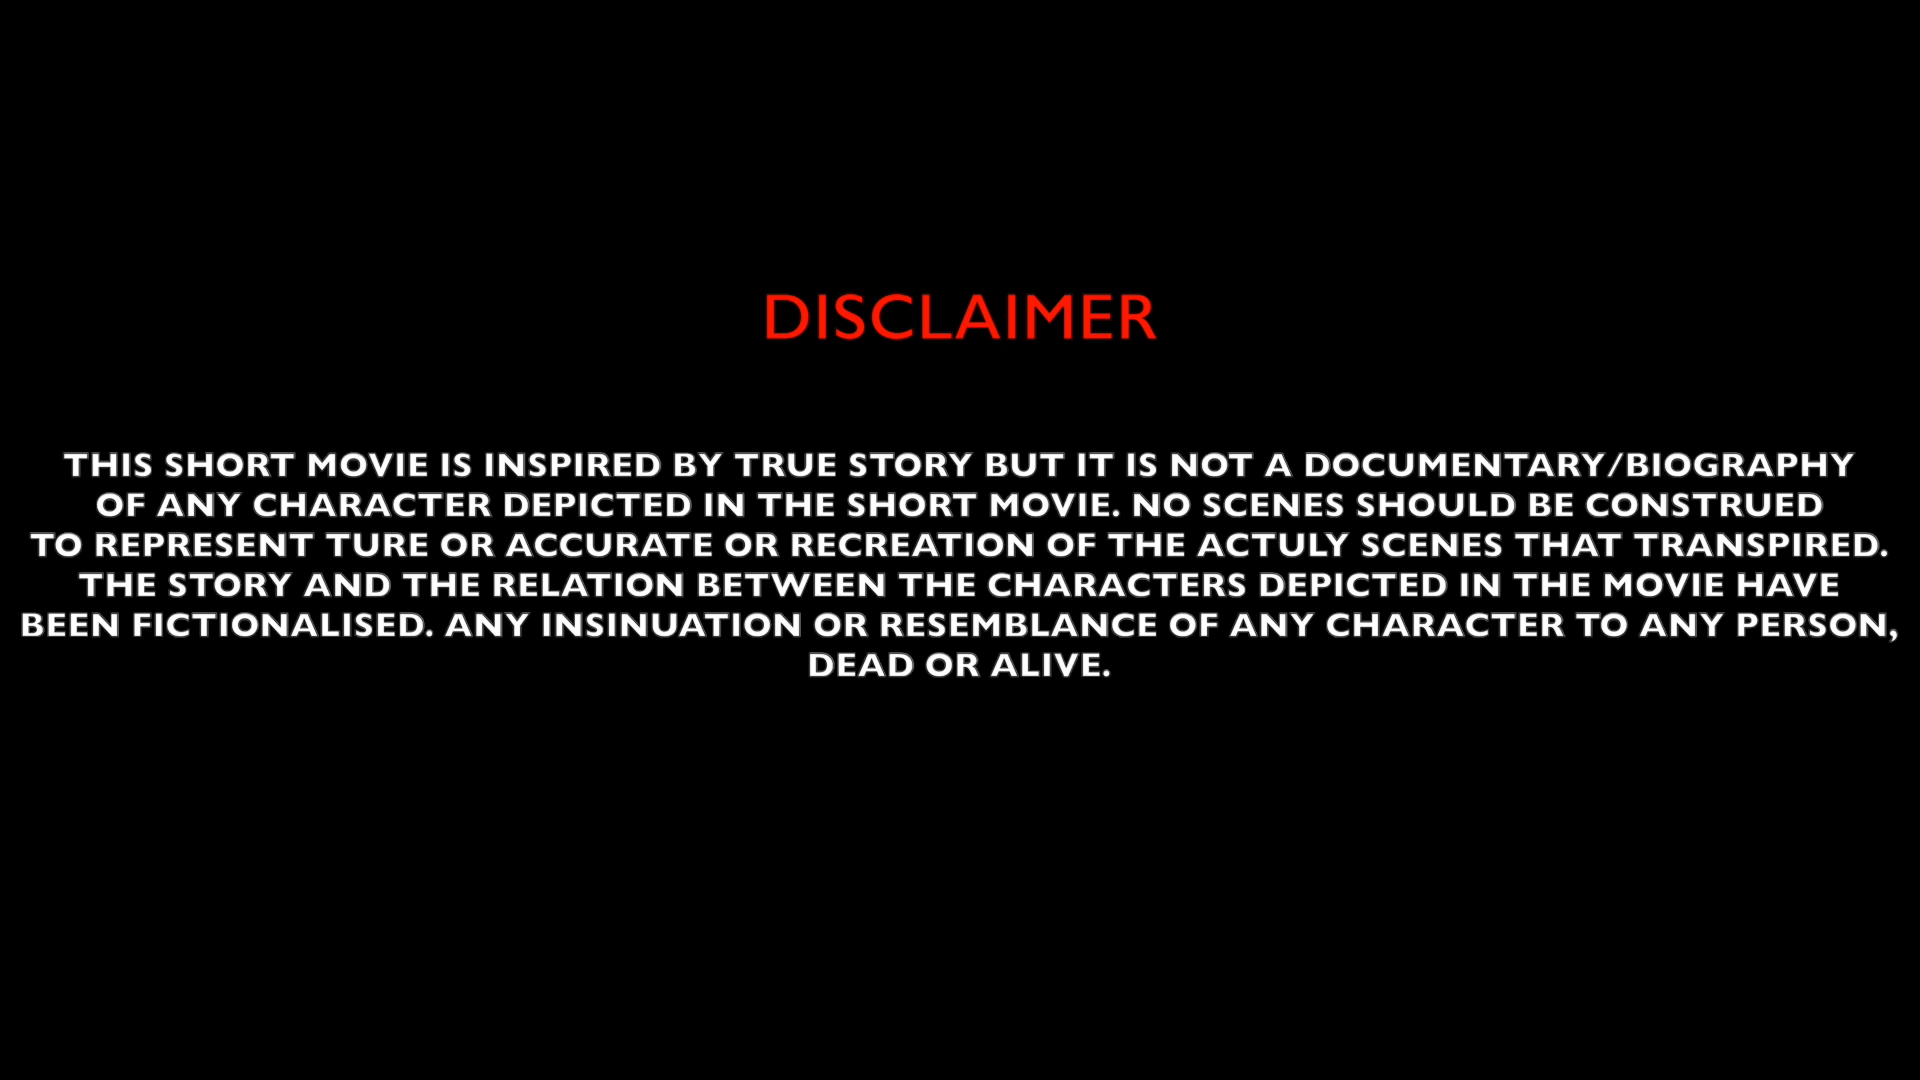 DISCLAIMER
THIS SHORT MOVIE IS INSPIRED BY TRUE STORY BUT IT IS NOT A DOCUMENTARY/BIOGRAPHY
OF ANY CHARACTER DEPICTED IN THE SHORT MOVIE. NO SCENES SHOULD BE CONSTRUED
TO REPRESENT TURE OR ACCURATE OR RECREATION OF THE ACTULY SCENES THAT TRANSPIRED.
THE STORY AND THE RELATION BETWEEN THE CHARACTERS DEPICTED IN THE MOVIE HAVE
BEEN FICTIONALISED. ANY INSINUATION OR RESEMBLANCE OF ANY CHARACTER TO ANY PERSON,
DEAD OR ALIVE.